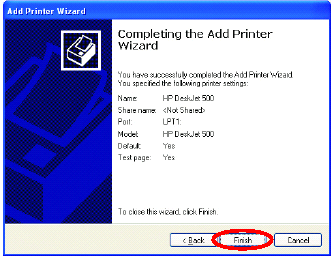 Add Printer Wizard
Completing the Add Printer
Wizard
You have successfully completed the Add Printer Wizard.
You specified the following printer settings:
Name: HP DeskJet 500
Share name: <Not Shared>
Port: LPT1:
Model: HP DeskJet 500
Default: Yes
Test page: Yes
To close this wizard, click Finish.
< Back Finish Cancel